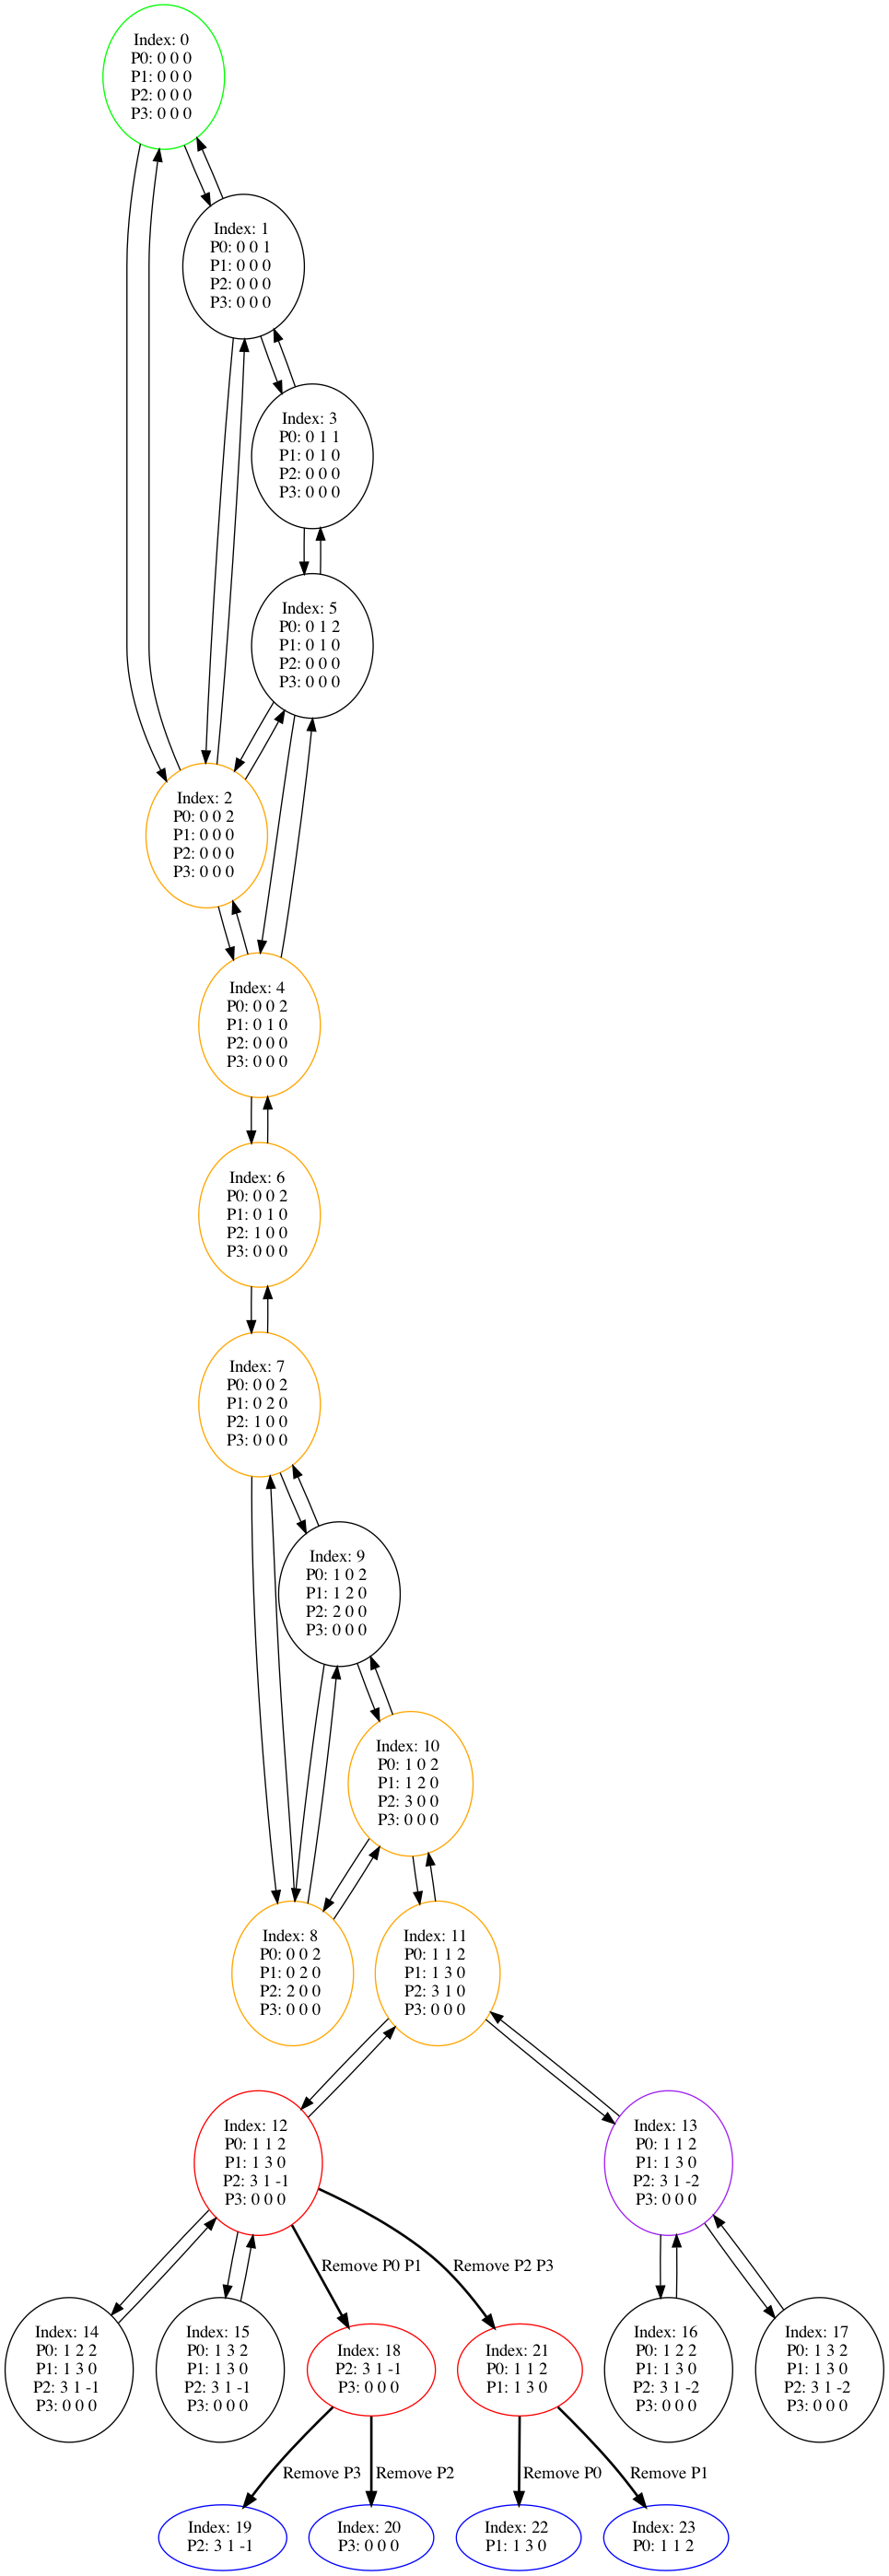 Index: 0
P0: 0 0 0
P1: 0 0 0
P2: 0 0 0
P3: 0 0 0
Index: 1
P0: 0 0 1
P1: 0 0 0
P2: 0 0 0
P3: 0 0 0
Index: 3
P0: 0 1 1
P1: 0 1 0
P2: 0 0 0
P3: 0 0 0
Index: 5
P0: 0 1 2
P1: 0 1 0
P2: 0 0 0
P3: 0 0 0
Index: 2
P0: 0 0 2
P1: 0 0 0
P2: 0 0 0
P3: 0 0 0
Index: 4
P0: 0 0 2
P1: 0 1 0
P2: 0 0 0
P3: 0 0 0
Index: 6
P0: 0 0 2
P1: 0 1 0
P2: 1 0 0
P3: 0 0 0
Index: 7
P0: 0 0 2
P1: 0 2 0
P2: 1 0 0
P3: 0 0 0
Index: 9
P0: 1 0 2
P1: 1 2 0
P2: 2 0 0
P3: 0 0 0
Index: 10
P0: 1 0 2
P1: 1 2 0
P2: 3 0 0
P3: 0 0 0
Index: 8
P0: 0 0 2
P1: 0 2 0
P2: 2 0 0
P3: 0 0 0
Index: 11
P0: 1 1 2
P1: 1 3 0
P2: 3 1 0
P3: 0 0 0
Index: 12
P0: 1 1 2
P1: 1 3 0
P2: 3 1 -1
P3: 0 0 0
Index: 13
P0: 1 1 2
P1: 1 3 0
P2: 3 1 -2
P3: 0 0 0
Remove P0 P1
Remove P2 P3
Index: 14
P0: 1 2 2
P1: 1 3 0
P2: 3 1 -1
P3: 0 0 0
Index: 15
P0: 1 3 2
P1: 1 3 0
P2: 3 1 -1
P3: 0 0 0
Index: 18
P2: 3 1 -1
P3: 0 0 0
Index: 21
P0: 1 1 2
P1: 1 3 0
Index: 16
P0: 1 2 2
P1: 1 3 0
P2: 3 1 -2
P3: 0 0 0
Index: 17
P0: 1 3 2
P1: 1 3 0
P2: 3 1 -2
P3: 0 0 0
Remove P3
Remove P2
Remove P0
Remove P1
Index: 19
P2: 3 1 -1
Index: 20
P3: 0 0 0
Index: 22
P1: 1 3 0
Index: 23
P0: 1 1 2